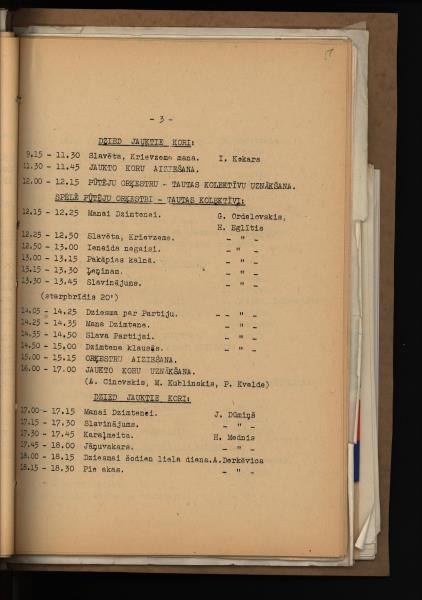 - 3 -
DZIED JAUKTIE KORI:
9.15 - 11.30 Slavēta, Krievzeme mana. I. Kokars
11.30 - 11.45 JAUKTO KORU AIZIEŠANA.
12.00 - 12.15 PŪTĒJU ORĶESTRU - TAUTAS KOLEKTĪVU UZNĀKŠANA.
SPĒLĒ PŪTĒJU ORĶESTRI - TAUTAS KOLEKTĪVI:
12.15 - 12.25 Manai Dzimtenei. G. Ordelovskis,
H. Eglītis
12.25 - 12.50 Slavēta, Krievzeme. - " -
12.50 - 13.00 Ienaida negaisi. - " -
13.00 - 13.15 Pakāpies kalnā. - " -
13.15 - 13.30 Ļeņinam. - " -
13.30 - 13.45 Slavinājums. - " -
(starpbrīdis 20')
14.05 - 14.25 Dziesma par Partiju. - - " -
14.25 - 14.35 Mana Dzimtene. - " -
14.35 - 14.50 Slava Partijai. - " -
14.50 - 15.00 Dzimtene klausās. - " -
15.00 - 15.15 ORĶESTRU AIZIEŠANA.
16.00 - 17.00 JAUKTO KORU UZNĀKŠANA.
(A. Cinovskis, M. Kublinskis, P. Kvelde)
DZIED JAUKTIE KORI:
17.00 - 17.15 Manai Dzimtenei. J. Dūmiņš
17.15 - 17.30 Slavinājums. - " -
17.30 - 17.45 Karaļmeita. H. Mednis
17.45 - 18.00 Jāņuvakars. - " -
18.00 - 18.15 Dziesmai šodien liela diena. A. Derkēvica
18.15 - 18.30 Pie akas. - " -